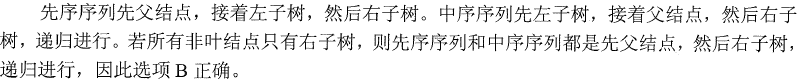 先序序列先父结点，接着左子树，然后右子树。中序序列先左子树，接着父结点，然后右子
树，递归进行。若所有非叶结点只有右子树，则先序序列和中序序列都是先父结点，然后右子树，
递归进行，因此选项 B 正确。